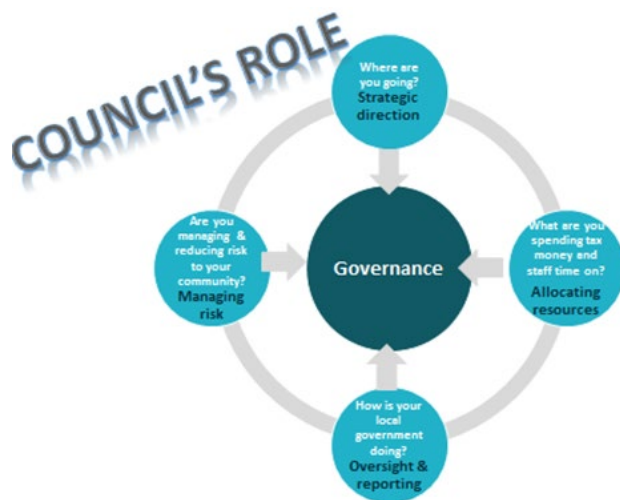 COUNCIL'S ROLE
Where are
you going?
Strategic
direction
Are you
managing &
reducing risk
to your
community?
Managing
risk
Governance
What are you
spending tax
money and
staff time on?
Allocating
resources
How is your
local
government
doing?
Oversight &
reporting